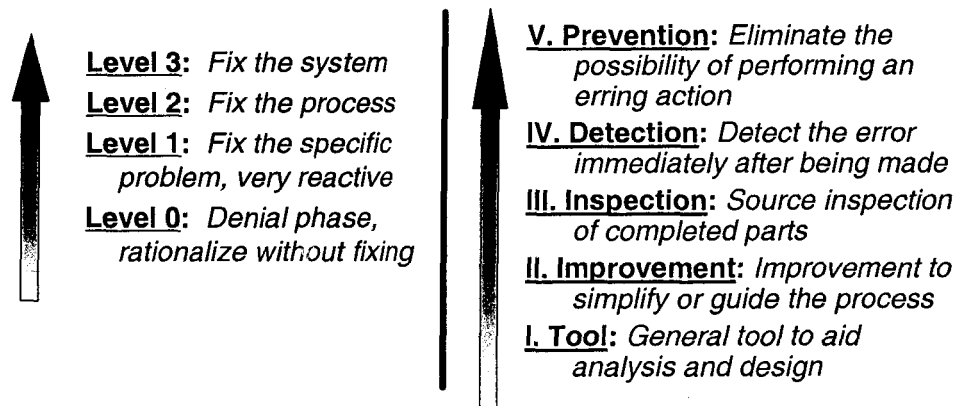 Level 3: Fix the system
Level 2: Fix the process
Level 1: Fix the specific
problem, very reactive
Level 0: Denial phase,
rationalize without fixing
V. Prevention: Eliminate the
possibility of performing an
erring action
IV. Detection: Detect the error
immediately after being made
III. Inspection: Source inspection
of completed parts
II. Improvement: Improvement to
simplify or guide the process
I. Tool: General tool to aid
analysis and design